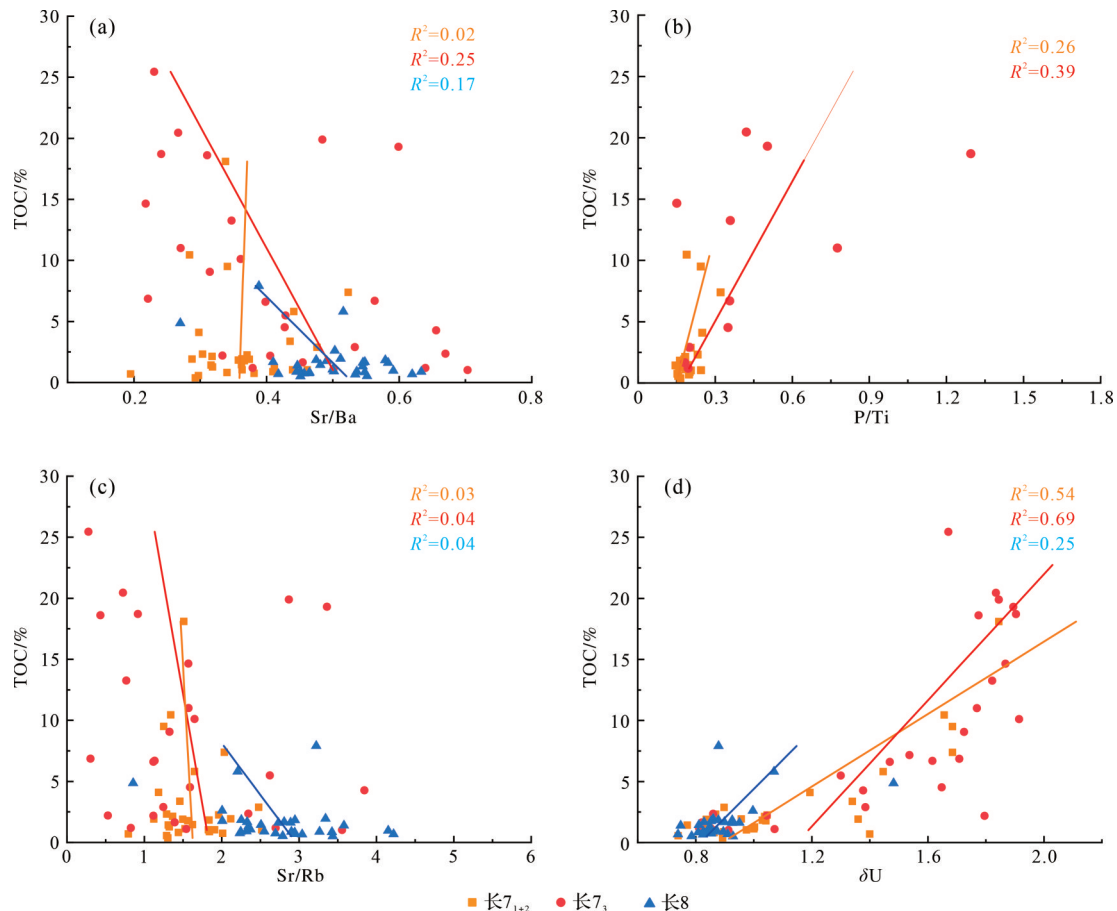 (a)
R²=0.02
R²=0.25
R²=0.17
30
25
20
15
10
5
0
TOC/%
0.2
0.4
0.6
0.8
Sr/Ba
(b)
R²=0.26
R²=0.39
30
25
20
15
10
5
0
TOC/%
0
0.3
0.6
0.9
1.2
1.5
1.8
P/Ti
(c)
R²=0.03
R²=0.04
R²=0.04
30
25
20
15
10
5
0
TOC/%
0
1
2
3
4
5
6
Sr/Rb
(d)
R²=0.54
R²=0.69
R²=0.25
30
25
20
15
10
5
0
TOC/%
0.8
1.2
1.6
2.0
δU
长7₁₊₂ 长7₃ 长8